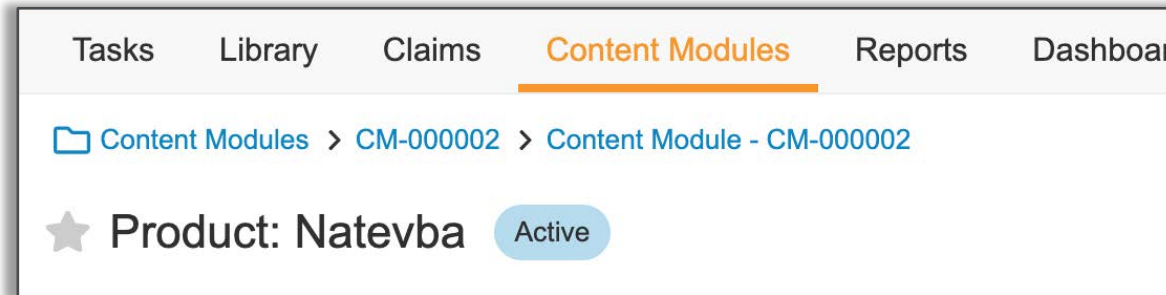 Tasks Library Claims Content Modules Reports Dashboar
Content Modules > CM-000002 > Content Module - CM-000002
Product: Natevba Active